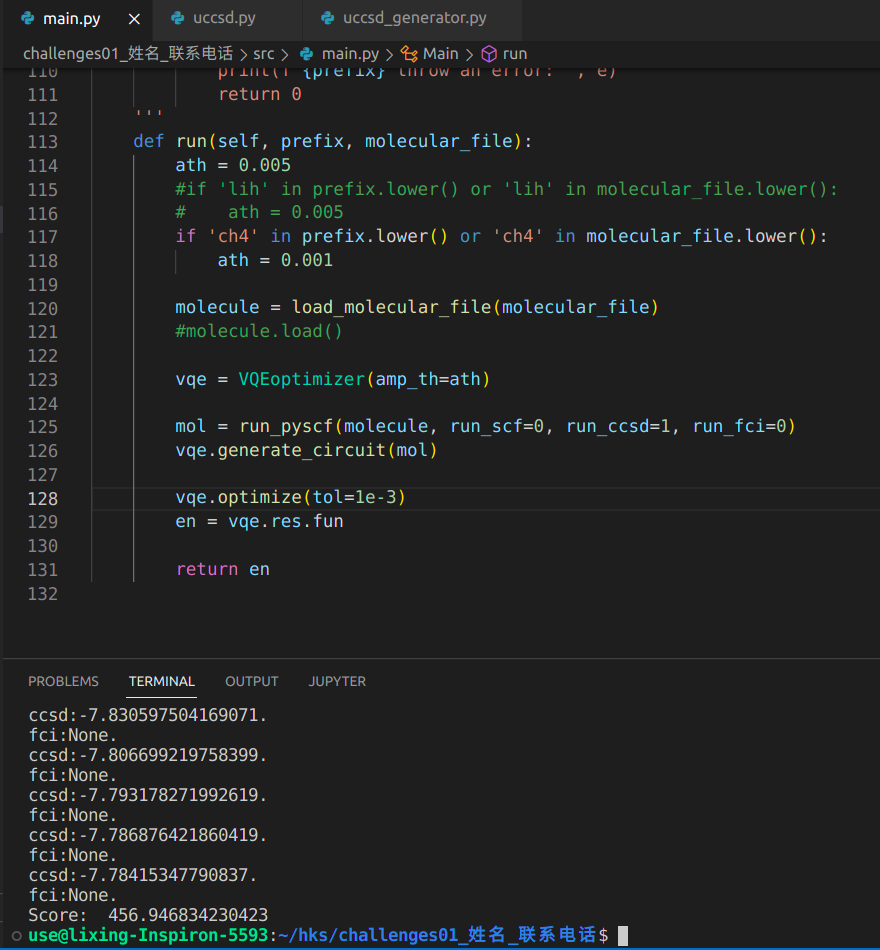 main.py
uccsd.py
uccsd_generator.py
challenges01_姓名_联系电话 > src > main.py > Main > run
110 print(f'{prefix} throw an error: ', e)
111 return 0
112 '''
113 def run(self, prefix, molecular_file):
114 ath = 0.005
115 #if 'lih' in prefix.lower() or 'lih' in molecular_file.lower():
116 #    ath = 0.005
117 if 'ch4' in prefix.lower() or 'ch4' in molecular_file.lower():
118 ath = 0.001
119
120 molecule = load_molecular_file(molecular_file)
121 #molecule.load()
122
123 vqe = VQEoptimizer(amp_th=ath)
124
125 mol = run_pyscf(molecule, run_scf=0, run_ccsd=1, run_fci=0)
126 vqe.generate_circuit(mol)
127
128 vqe.optimize(tol=1e-3)
129 en = vqe.res.fun
130
131 return en
132
PROBLEMS TERMINAL OUTPUT JUPYTER
ccsd:-7.830597504169071.
fci:None.
ccsd:-7.806699219758399.
fci:None.
ccsd:-7.793178271992619.
fci:None.
ccsd:-7.786876421860419.
fci:None.
ccsd:-7.78415347790837.
fci:None.
Score:  456.946834230423
use@lixing-Inspiron-5593:~/hks/challenges01_姓名_联系电话$